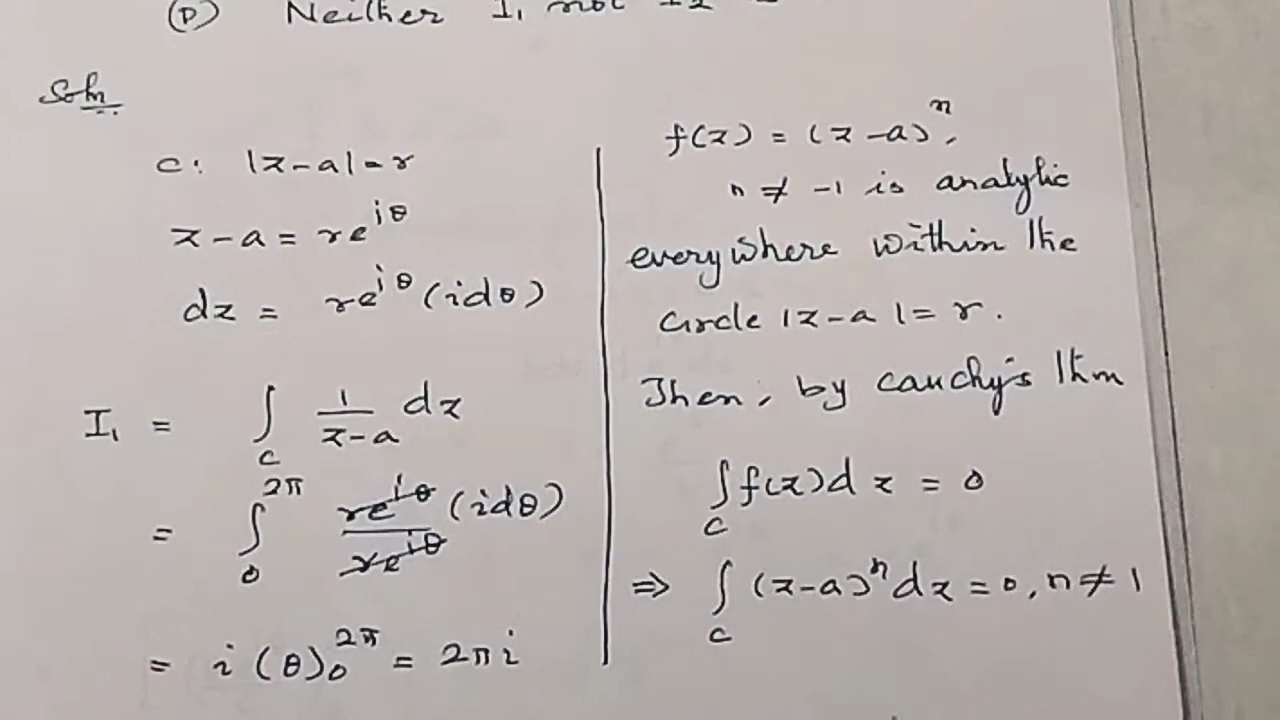 (D) Neither I₁ not I₂
Soln
c: |z-a| = r
z-a = re^{iθ}
dz = re^{iθ} (idθ)
I₁ = ∫_c 1/(z-a) dz
= ∫_0^{2π} re^{iθ}/re^{iθ} (idθ)
= i (θ)_0^{2π} = 2πi
f(z) = (z-a)^n,
n ≠ -1 is analytic
everywhere within the
circle |z-a| = r.
Then, by cauchy's thm
∫_c f(z) dz = 0
⇒ ∫_c (z-a)^n dz = 0, n ≠ 1